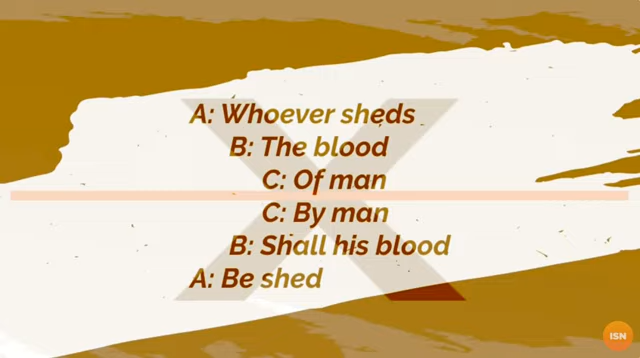 A: Whoever sheds
B: The blood
C: Of man
C: By man
B: Shall his blood
A: Be shed
ISN